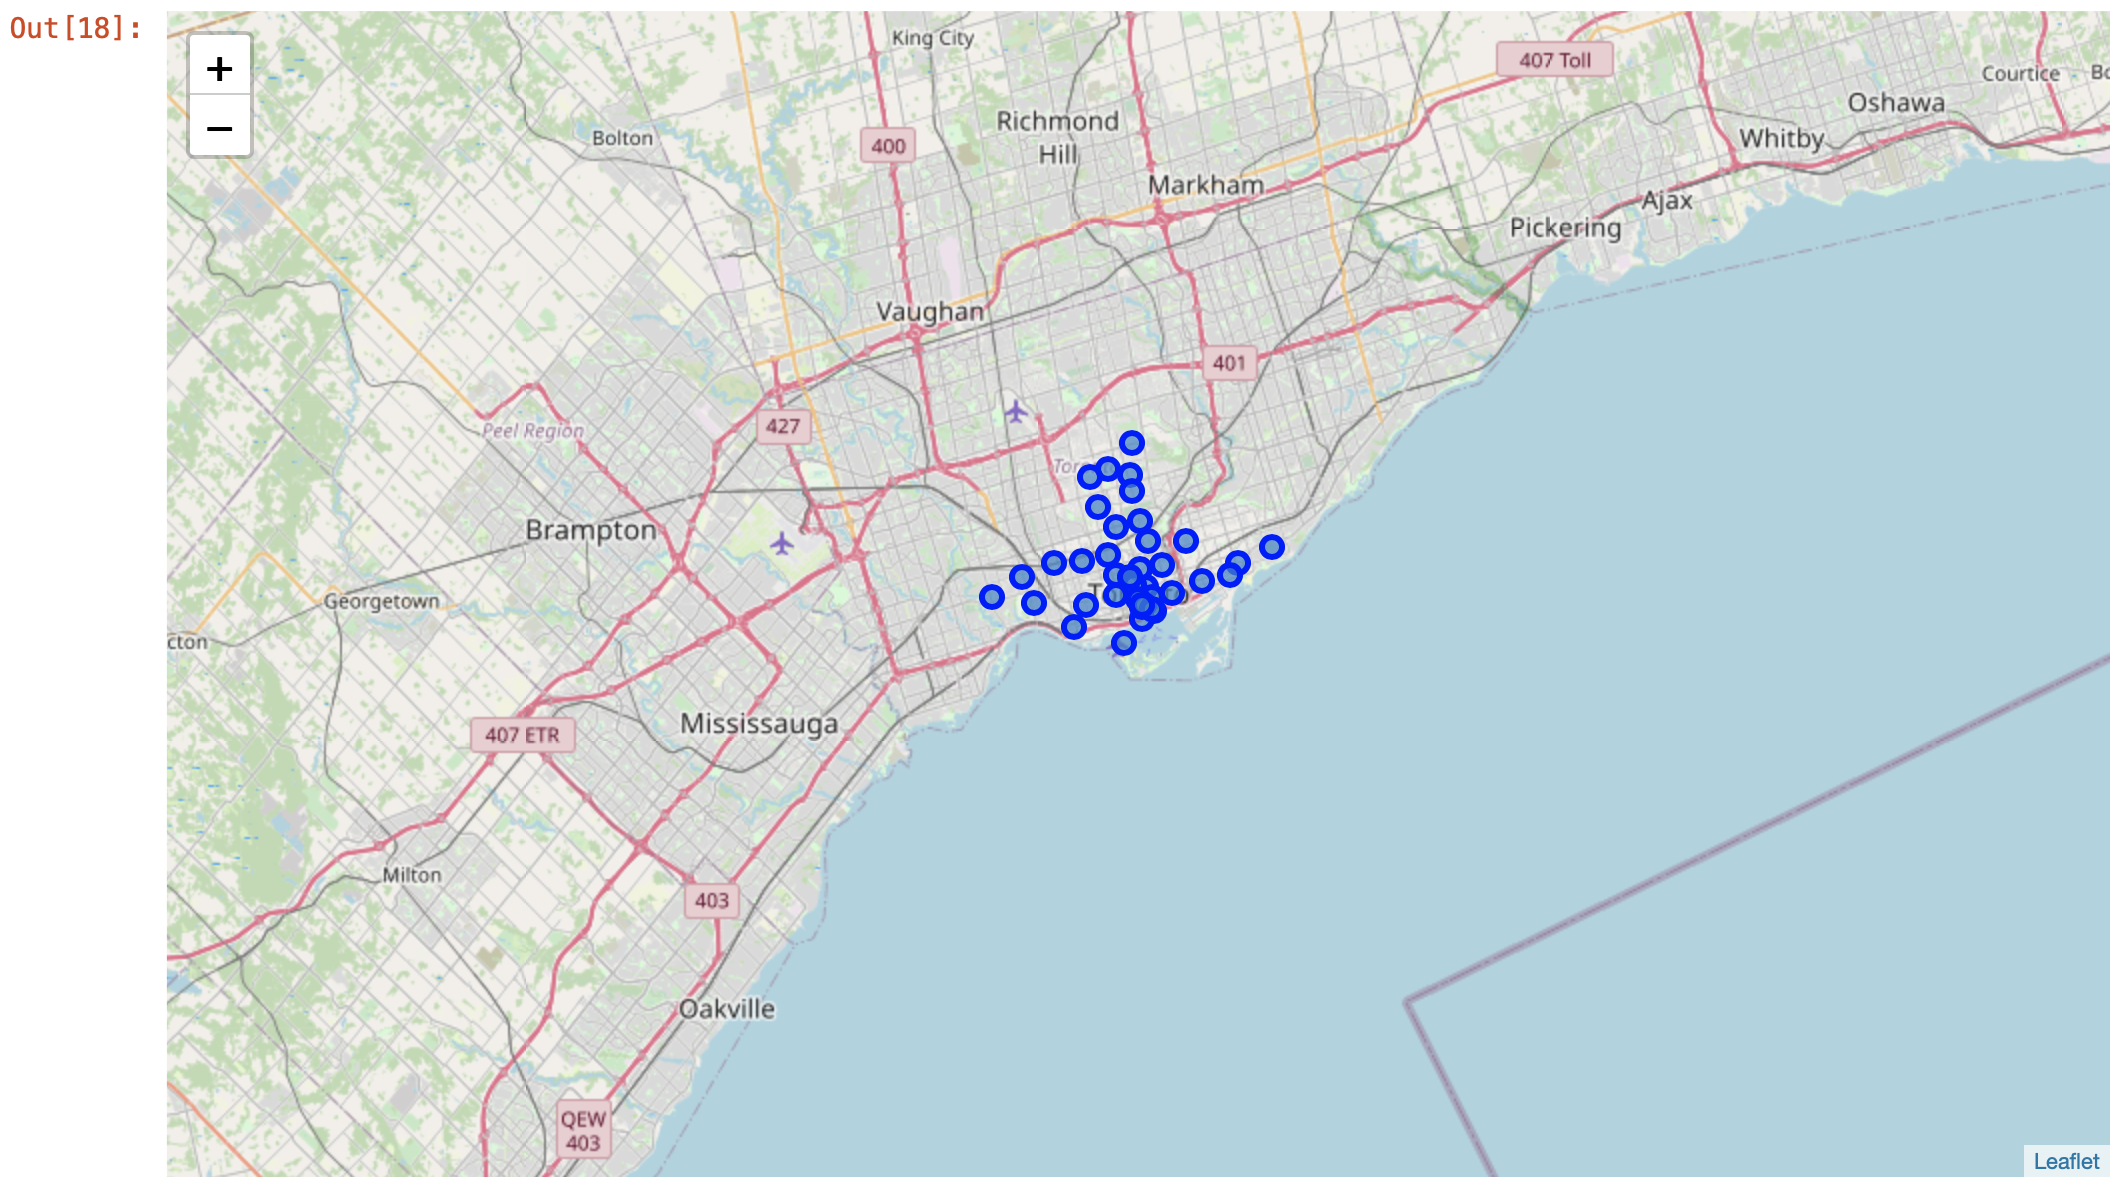 Out[18]:
+
−
King City
407 Toll
Courtice
Bo
Oshawa
Richmond
Hill
Bolton
400
Whitby
Markham
Ajax
Pickering
Vaughan
401
427
Peel Region
Toro
Brampton
Georgetown
T
o
cton
Mississauga
407 ETR
Milton
403
Oakville
QEW
403
Leaflet